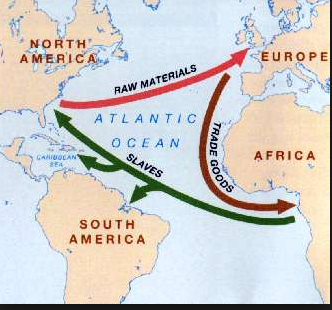 NORTH
AMERICA
EUROPE
RAW MATERIALS
ATLANTIC
OCEAN
TRADE GOODS
AFRICA
CARIBBEAN
SEA
SLAVES
SOUTH
AMERICA